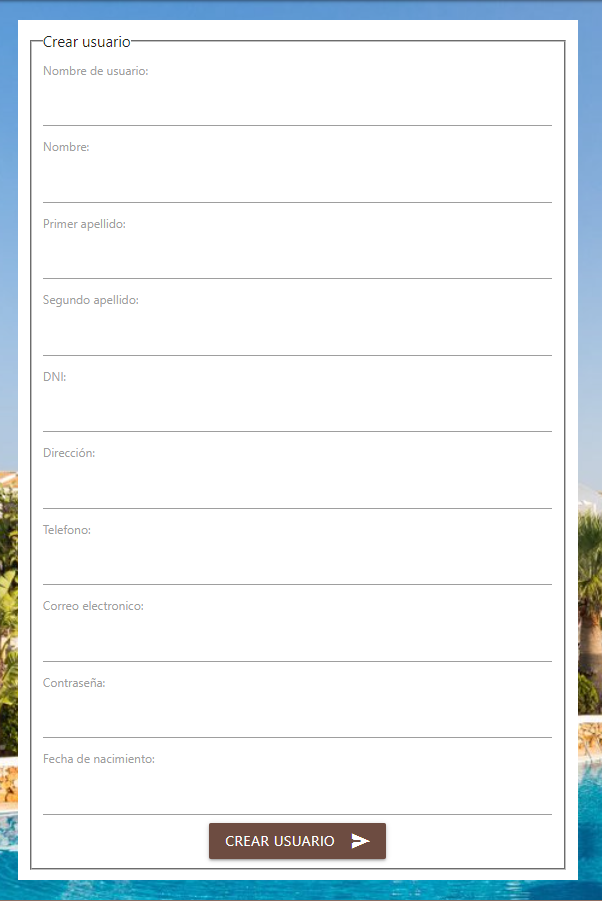 Crear usuario
Nombre de usuario:
Nombre:
Primer apellido:
Segundo apellido:
DNI:
Dirección:
Telefono:
Correo electronico:
Contraseña:
Fecha de nacimiento:
CREAR USUARIO